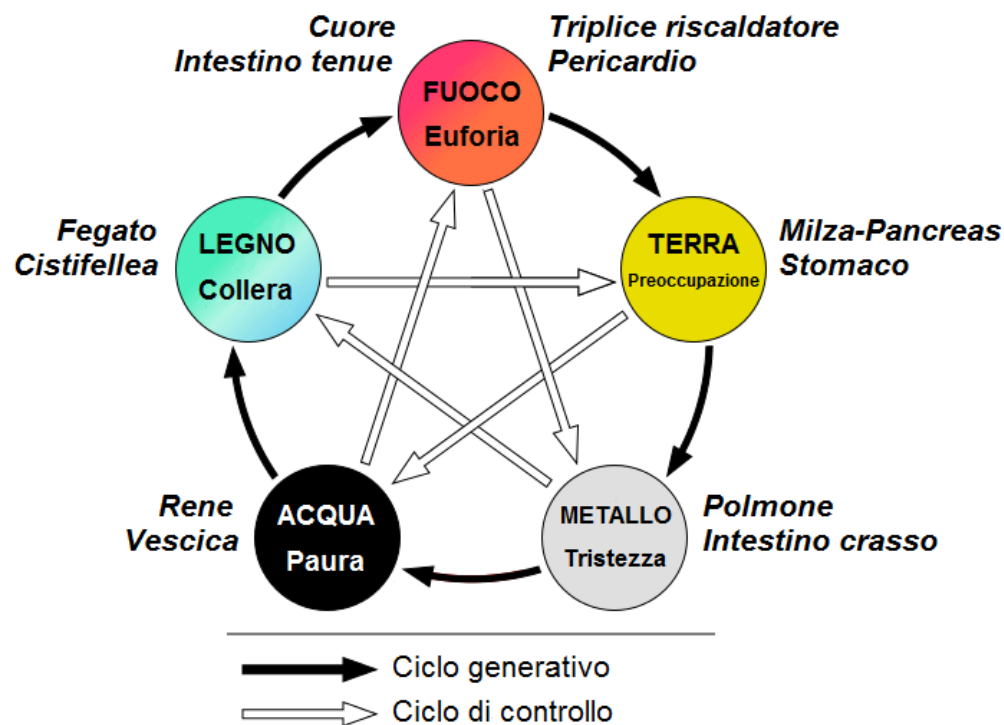 Cuore
Intestino tenue
Triplice riscaldatore
Pericardio
FUOCO
Euforia
Fegato
Cistifellea
LEGNO
Collera
TERRA
Preoccupazione
Milza-Pancreas
Stomaco
Rene
Vescica
ACQUA
Paura
METALLO
Tristezza
Polmone
Intestino crasso
Ciclo generativo
Ciclo di controllo